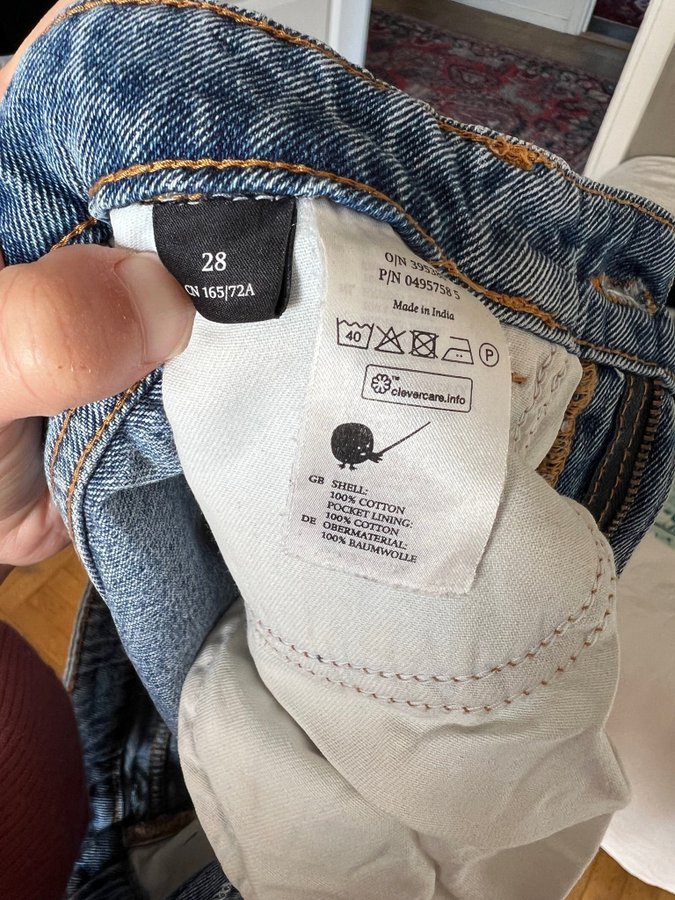 28
CN 165/72A
O/N
P/N 0495758 5
Made in India
40
P
™
clevercare.info
GB SHELL:
100% COTTON
POCKET LINING:
100% COTTON
DE OBERMATERIAL:
100% BAUMWOLLE